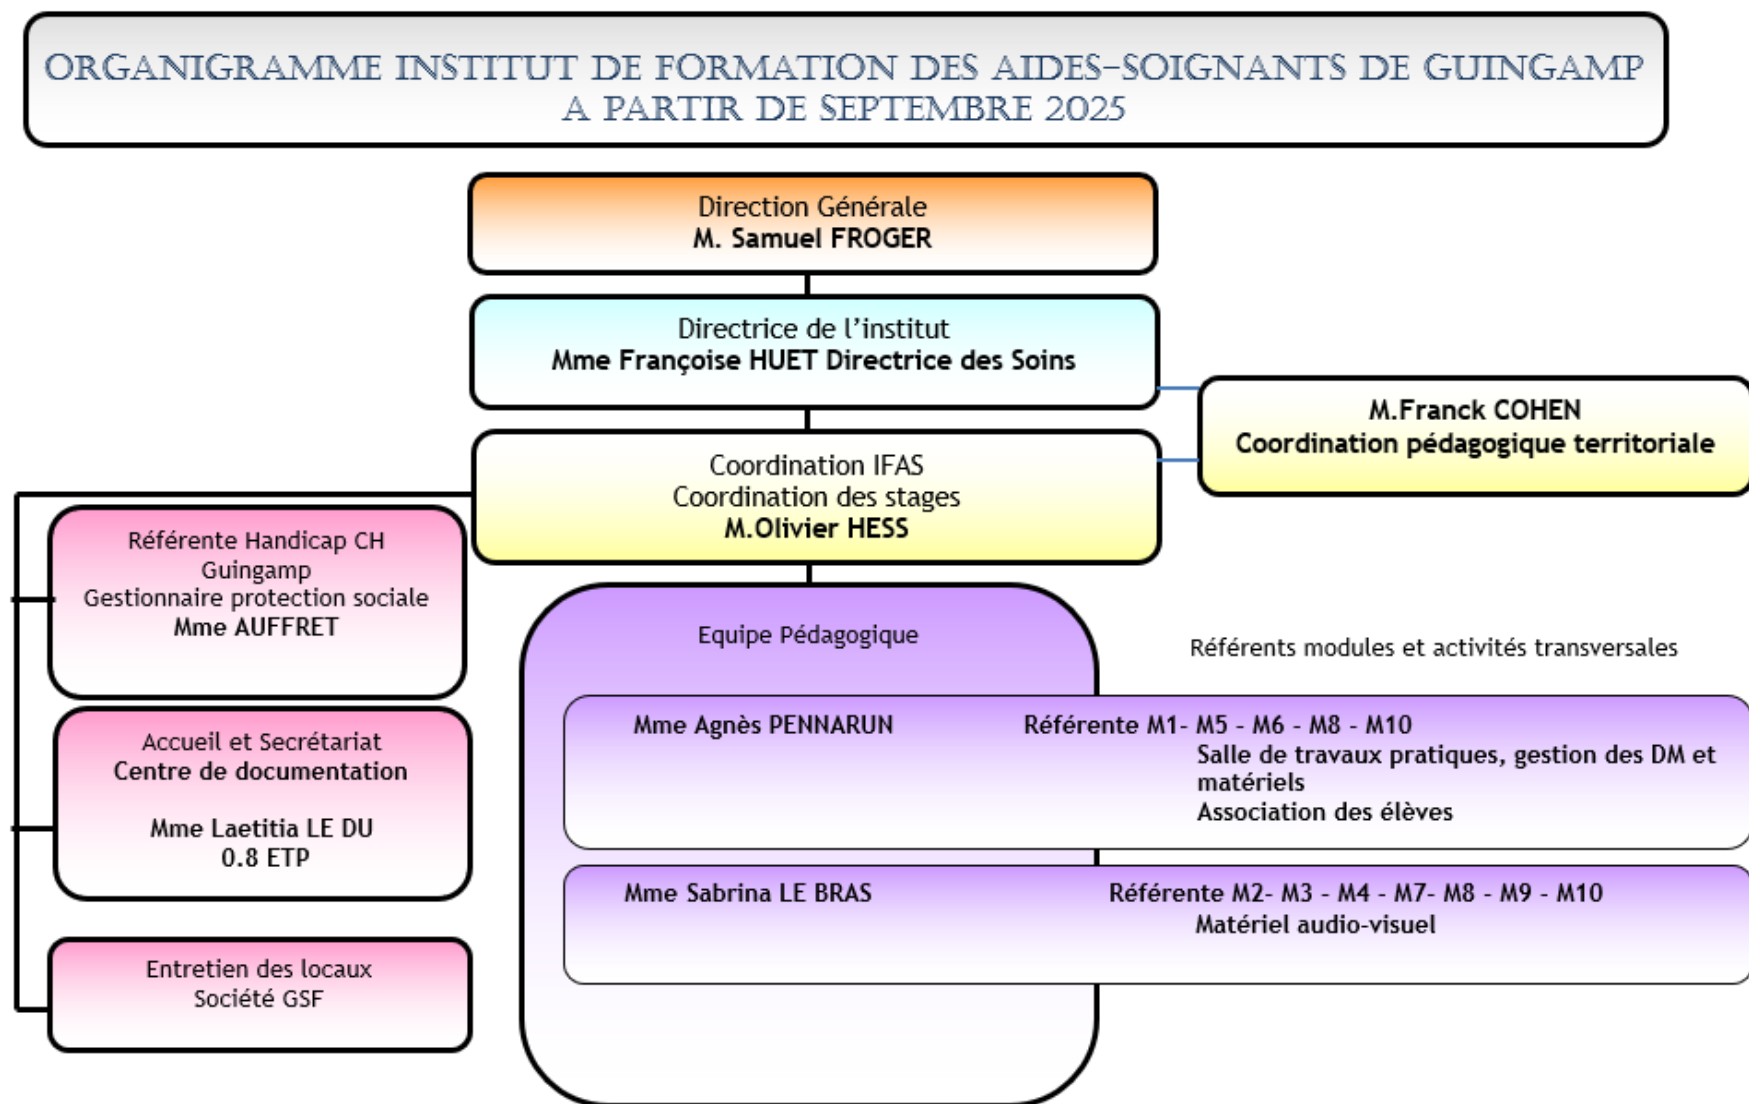 ORGANIGRAMME INSTITUT DE FORMATION DES AIDES-SOIGNANTS DE GUINGAMP
A PARTIR DE SEPTEMBRE 2025
Direction Générale
M. Samuel FROGER
Directrice de l’institut
Mme Françoise HUET Directrice des Soins
M.Franck COHEN
Coordination pédagogique territoriale
Coordination IFAS
Coordination des stages
M.Olivier HESS
Référente Handicap CH
Guingamp
Gestionnaire protection sociale
Mme AUFFRET
Accueil et Secrétariat
Centre de documentation
Mme Laetitia LE DU
0.8 ETP
Entretien des locaux
Société GSF
Equipe Pédagogique
Référents modules et activités transversales
Mme Agnès PENNARUN Référente M1- M5 - M6 - M8 - M10
Salle de travaux pratiques, gestion des DM et
matériels
Association des élèves
Mme Sabrina LE BRAS Référente M2- M3 - M4 - M7- M8 - M9 - M10
Matériel audio-visuel